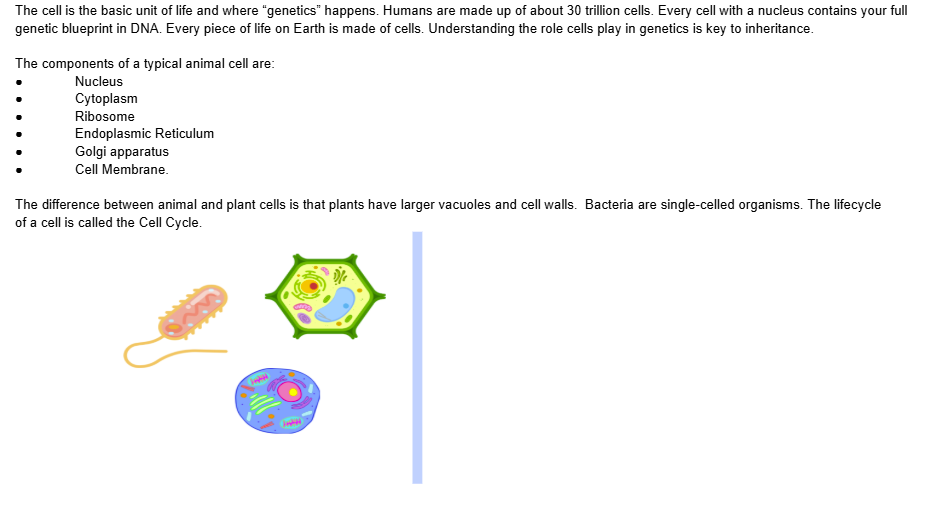 The cell is the basic unit of life and where "genetics" happens. Humans are made up of about 30 trillion cells. Every cell with a nucleus contains your full
genetic blueprint in DNA. Every piece of life on Earth is made of cells. Understanding the role cells play in genetics is key to inheritance.
The components of a typical animal cell are:
• Nucleus
• Cytoplasm
• Ribosome
• Endoplasmic Reticulum
• Golgi apparatus
• Cell Membrane.
The difference between animal and plant cells is that plants have larger vacuoles and cell walls. Bacteria are single-celled organisms. The lifecycle
of a cell is called the Cell Cycle.